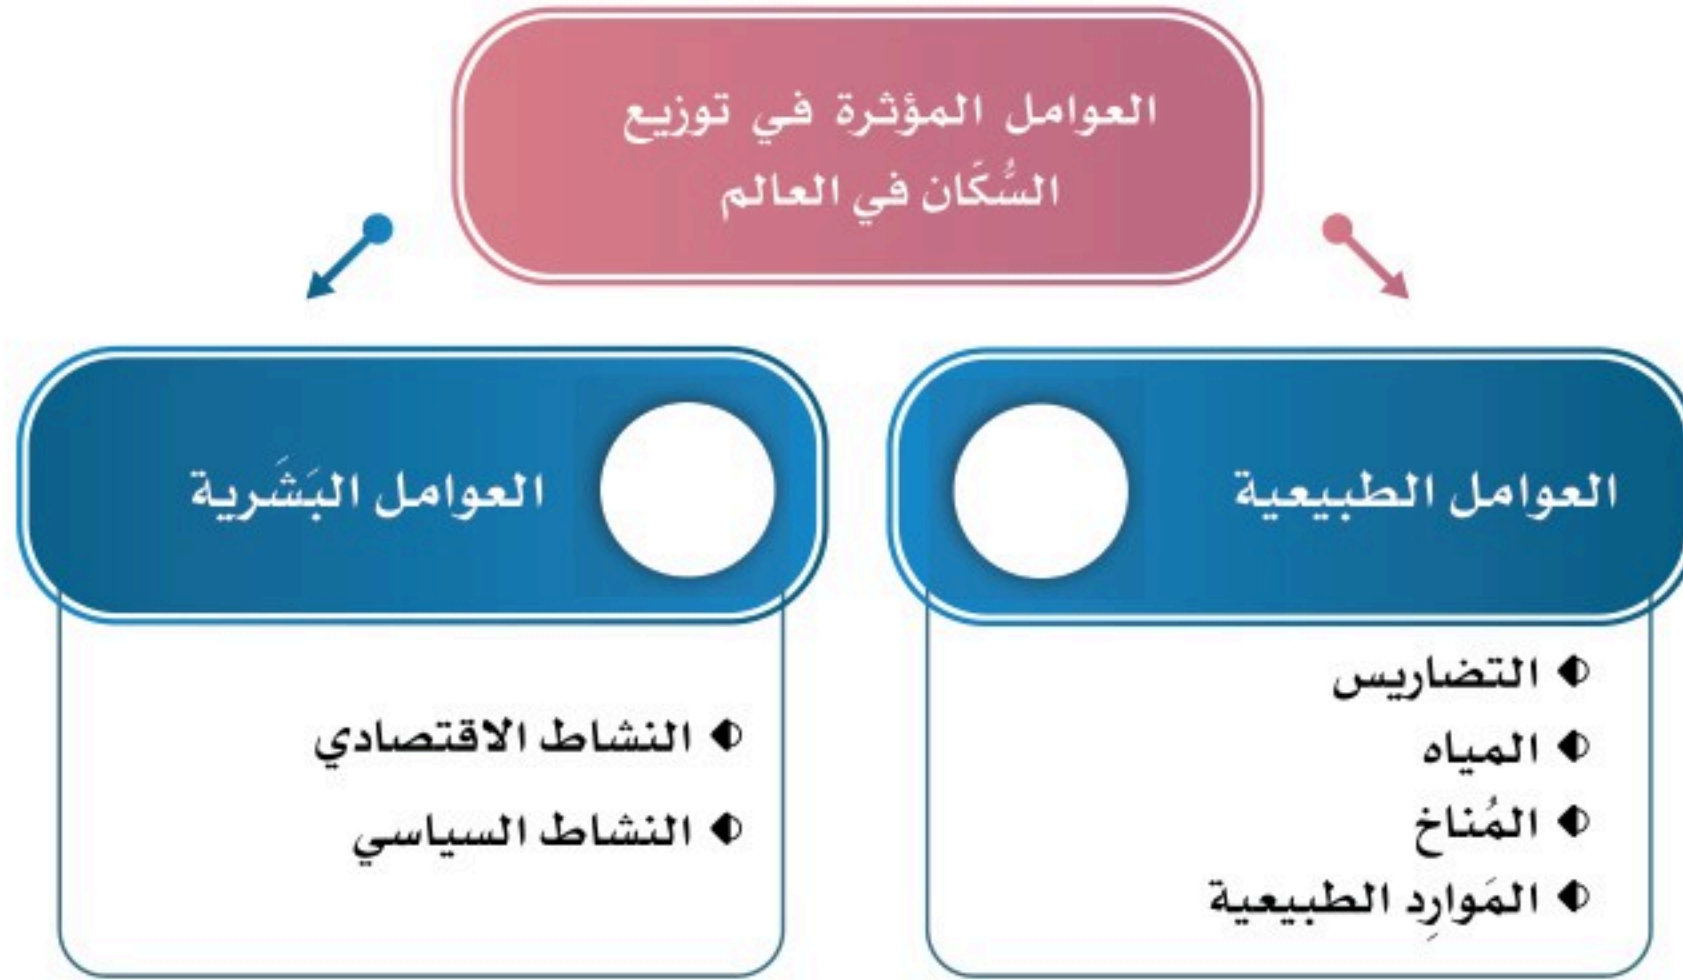 العوامل المؤثرة في توزيع
السُّكَّان في العالم
العوامل الطبيعية
التضاريس
المياه
المُناخ
المَوارِد الطبيعية
العوامل البَشَرية
النشاط الاقتصادي
النشاط السياسي